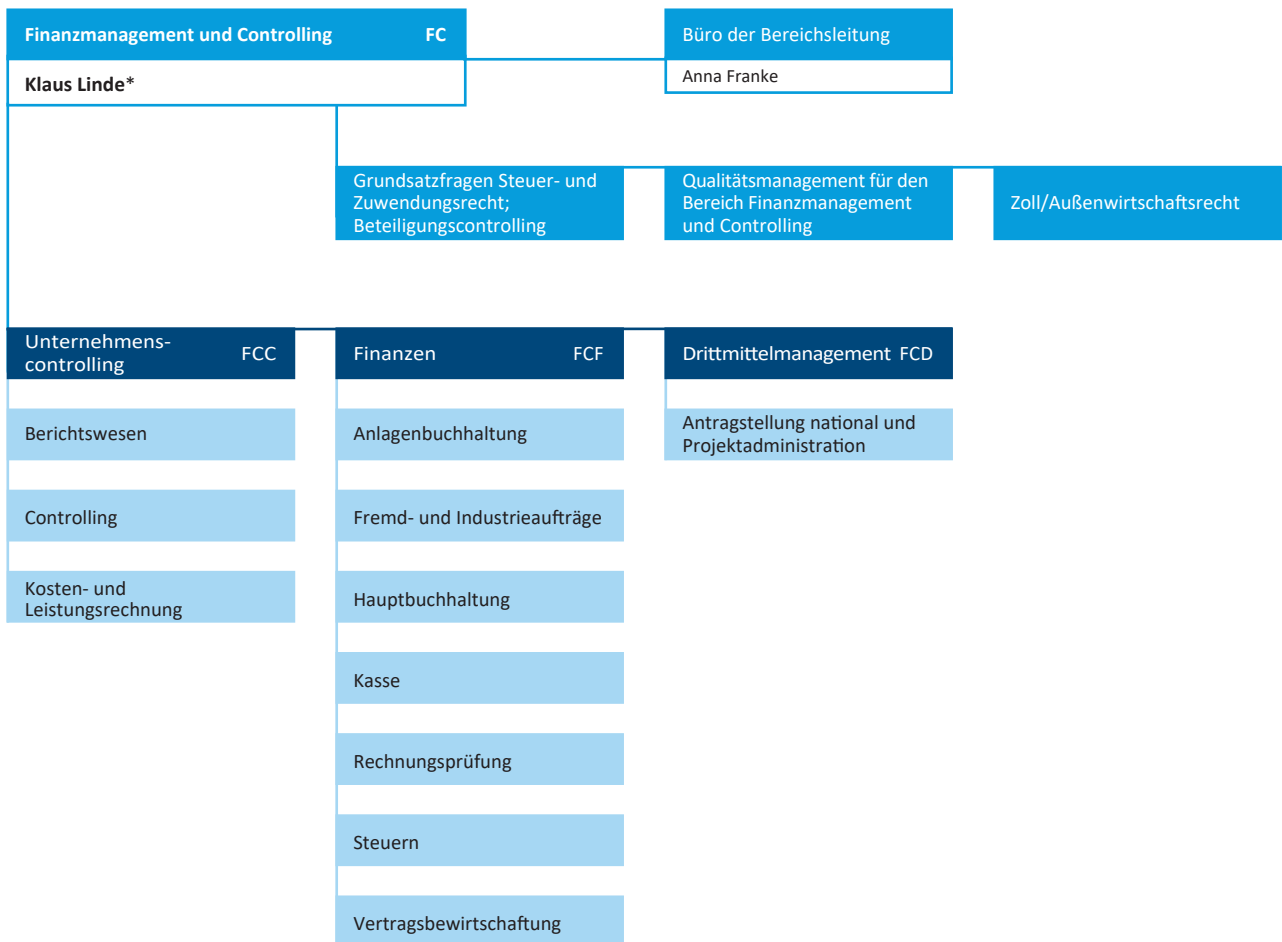 Finanzmanagement und Controlling FC
Klaus Linde*
Büro der Bereichsleitung
Anna Franke
Grundsatzfragen Steuer- und
Zuwendungsrecht;
Beteiligungscontrolling
Qualitätsmanagement für den
Bereich Finanzmanagement
und Controlling
Zoll/Außenwirtschaftsrecht
Unternehmens-
controlling FCC
Berichtswesen
Controlling
Kosten- und
Leistungsrechnung
Finanzen FCF
Anlagenbuchhaltung
Fremd- und Industrieaufträge
Hauptbuchhaltung
Kasse
Rechnungsprüfung
Steuern
Vertragsbewirtschaftung
Drittmittelmanagement FCD
Antragstellung national und
Projektadministration